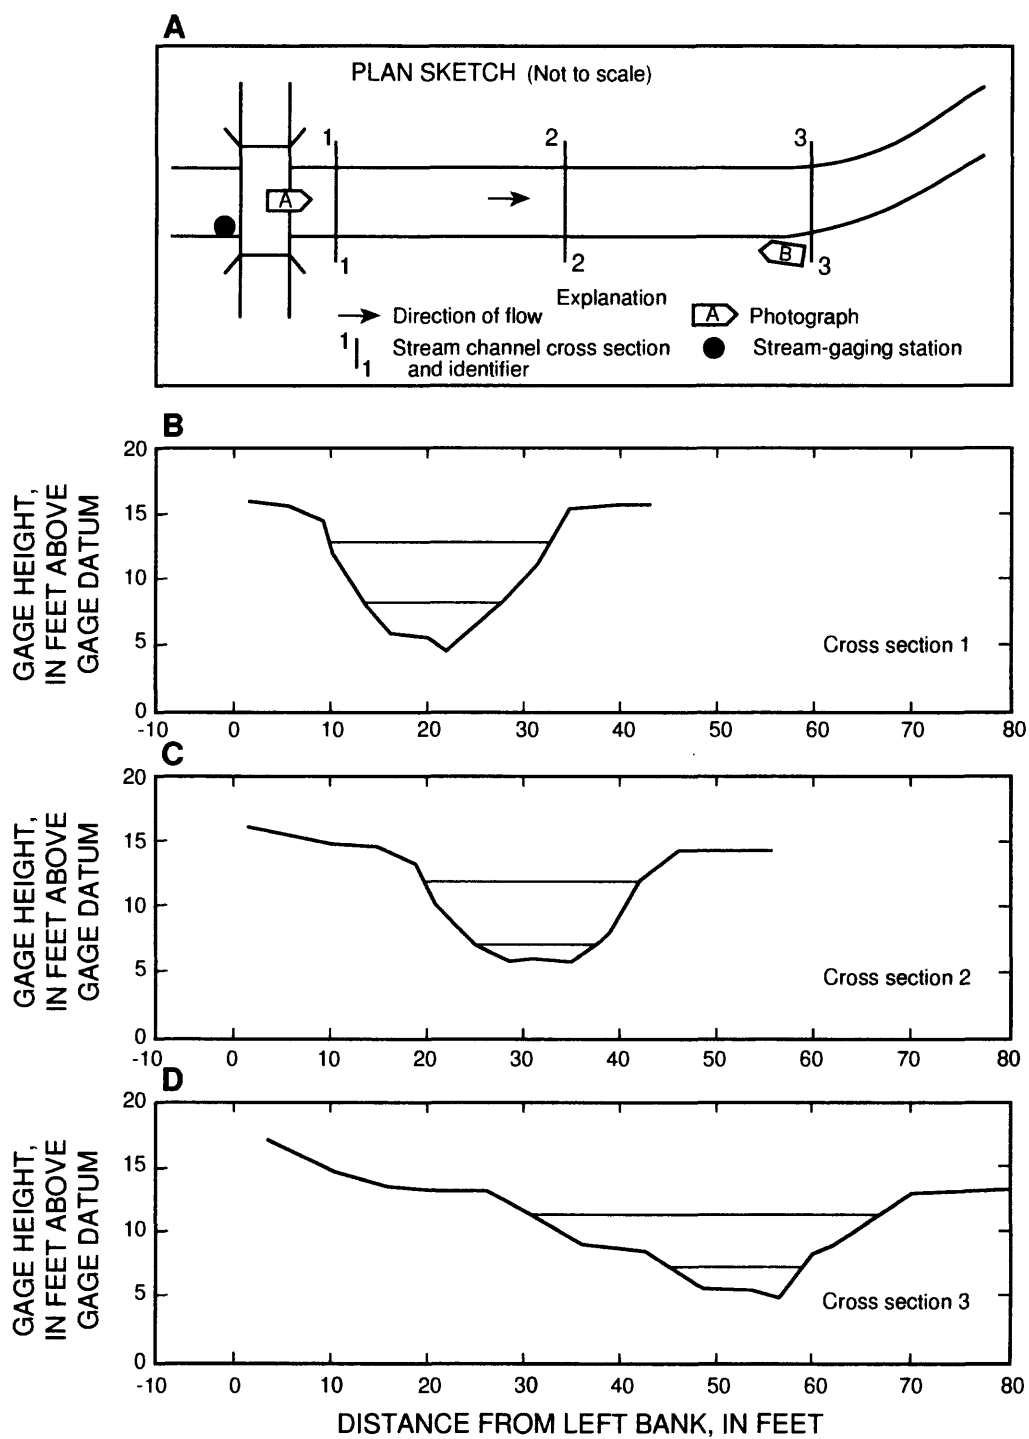 A
PLAN SKETCH (Not to scale)
1 2 3
A
B
1 2 3
Explanation
Direction of flow
A Photograph
1 1 Stream channel cross section
and identifier
Stream-gaging station
B
GAGE HEIGHT,
IN FEET ABOVE
GAGE DATUM
20
15
10
5
0
Cross section 1
-10 0 10 20 30 40 50 60 70 80
C
GAGE HEIGHT,
IN FEET ABOVE
GAGE DATUM
20
15
10
5
0
Cross section 2
-10 0 10 20 30 40 50 60 70 80
D
GAGE HEIGHT,
IN FEET ABOVE
GAGE DATUM
20
15
10
5
0
Cross section 3
-10 0 10 20 30 40 50 60 70 80
DISTANCE FROM LEFT BANK, IN FEET